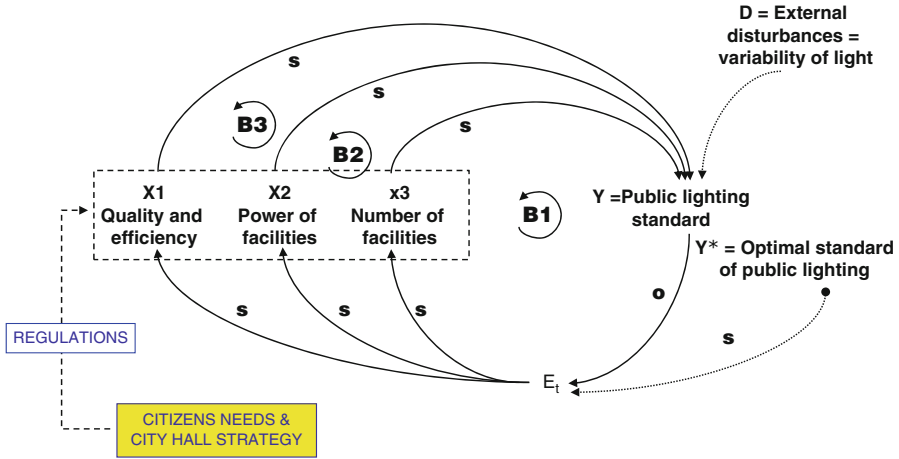 D = External
disturbances =
variability of light
s
s
s
B3
B2
B1
X1
Quality and
efficiency
X2
Power of
facilities
x3
Number of
facilities
Y =Public lighting
standard
Y* = Optimal standard
of public lighting
s
s
s
o
s
REGULATIONS
Et
CITIZENS NEEDS &
CITY HALL STRATEGY